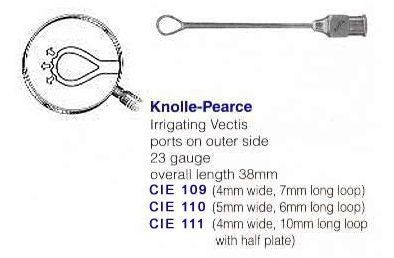 Knolle-Pearce
Irrigating Vectis
ports on outer side
23 gauge
overall length 38mm
CIE 109 (4mm wide, 7mm long loop)
CIE 110 (5mm wide, 6mm long loop)
CIE 111 (4mm wide, 10mm long loop
with half plate)